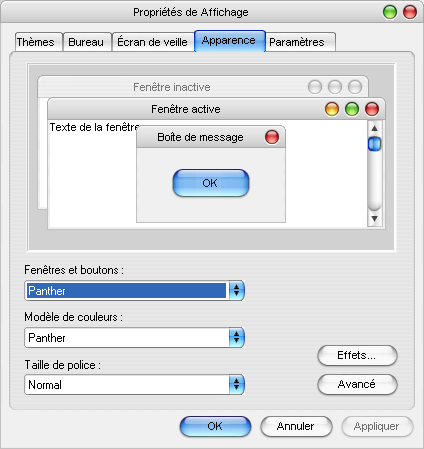 Propriétés de Affichage
Thèmes Bureau Écran de veille Apparence Paramètres
Fenêtre inactive
Fenêtre active
Texte de la fenêtre
Boîte de message
OK
Fenêtres et boutons :
Panther
Modèle de couleurs :
Panther
Effets...
Taille de police :
Normal
Avancé
OK Annuler Appliquer